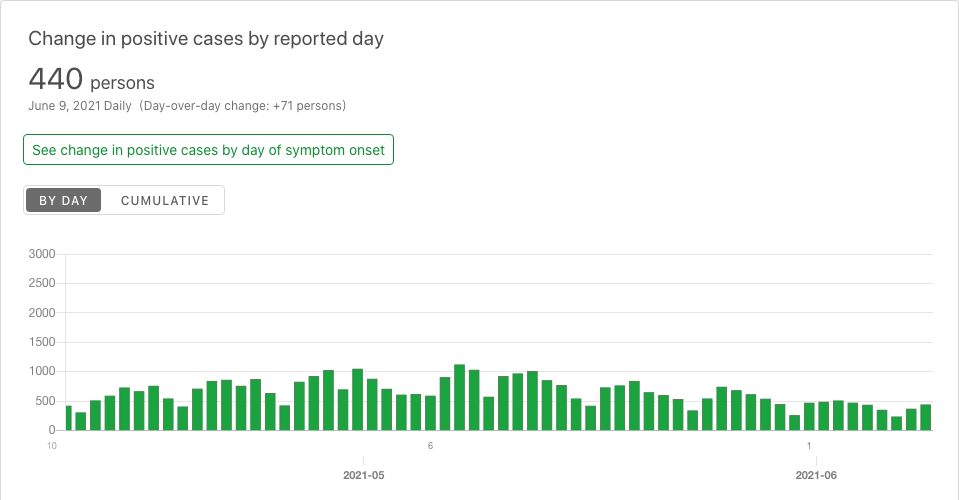 Change in positive cases by reported day
440 persons
June 9, 2021 Daily (Day-over-day change: +71 persons)
See change in positive cases by day of symptom onset
BY DAY CUMULATIVE
3000
2500
2000
1500
1000
500
0
10 6 1
2021-05 2021-06